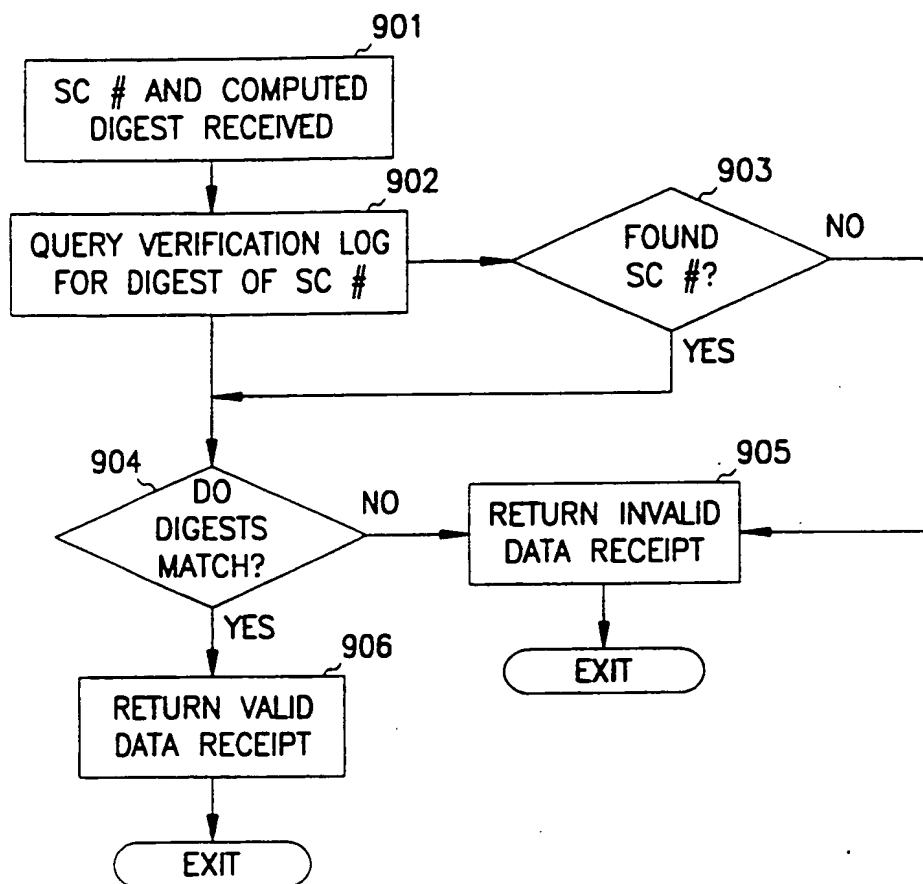 901
SC # AND COMPUTED
DIGEST RECEIVED
902
QUERY VERIFICATION LOG
FOR DIGEST OF SC #
903
FOUND
SC #?
NO
YES
904
DO
DIGESTS
MATCH?
NO
YES
905
RETURN INVALID
DATA RECEIPT
EXIT
906
RETURN VALID
DATA RECEIPT
EXIT